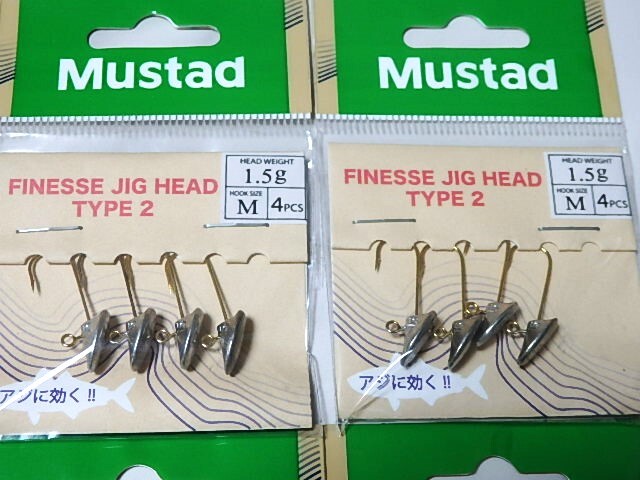 Mustad
FINESSE JIG HEAD
TYPE 2
HEAD WEIGHT
1.5g
HOOK SIZE
M
4PCS
アジに効く!!
Mustad
FINESSE JIG HEAD
TYPE 2
HEAD WEIGHT
1.5g
HOOK SIZE
M
4PCS
アジに効く!!